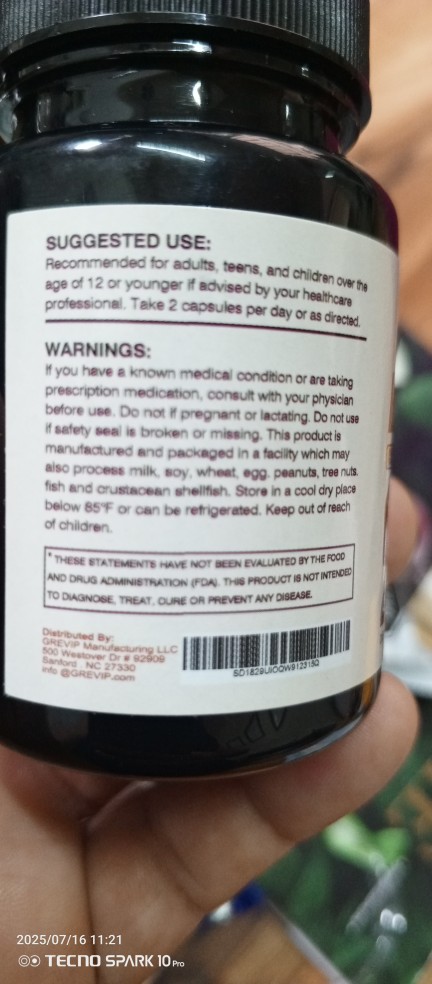 SUGGESTED USE:
Recommended for adults, teens, and children over the
age of 12 or younger if advised by your healthcare
professional. Take 2 capsules per day or as directed.
WARNINGS:
If you have a known medical condition or are taking
prescription medication, consult with your physician
before use. Do not if pregnant or lactating. Do not use
if safety seal is broken or missing. This product is
manufactured and packaged in a facility which may
also process milk, soy, wheat, egg, peanuts, tree nuts.
fish and crustacean shellfish. Store in a cool dry place
below 85°F or can be refrigerated. Keep out of reach
of children.
* THESE STATEMENTS HAVE NOT BEEN EVALUATED BY THE FOOD
AND DRUG ADMINISTRATION (FDA). THIS PRODUCT IS NOT INTENDED
TO DIAGNOSE, TREAT, CURE OR PREVENT ANY DISEASE.
Distributed By:
GREVIP Manufacturing LLC
500 Westover Dr # 92909
Sanford . NC 27330
info @GREVIP.com
2025/07/16 11:21
TECNO SPARK 10 Pro